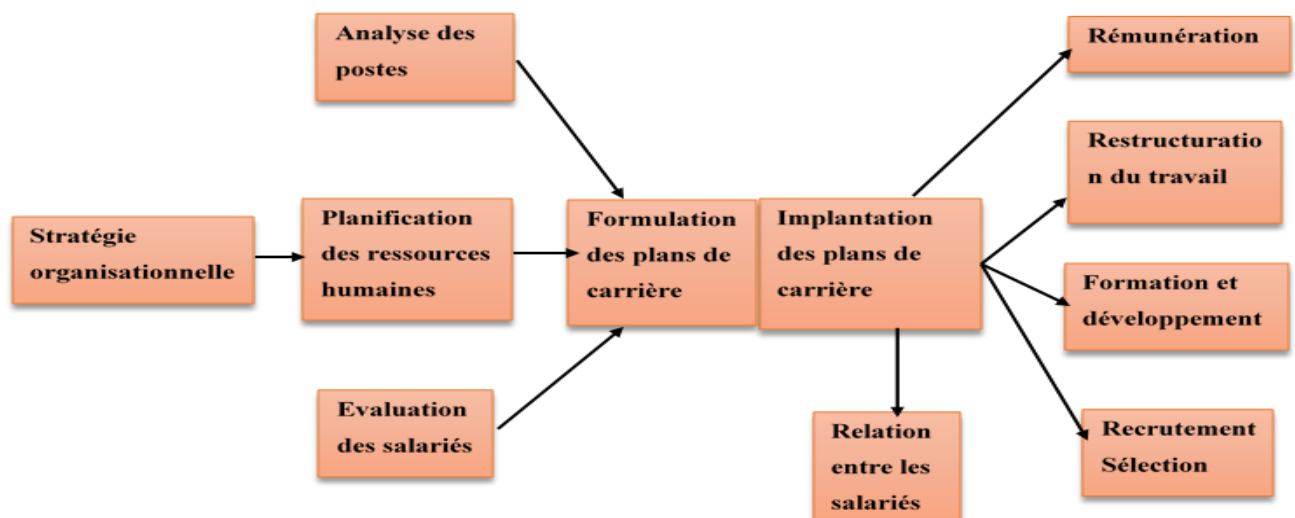 Analyse des
postes
Rémunération
Restructuratio
n du travail
Stratégie
organisationnelle
Planification
des ressources
humaines
Formulation
des plans de
carrière
Implantation
des plans de
carrière
Formation et
développement
Evaluation
des salariés
Relation
entre les
salariés
Recrutement
Sélection